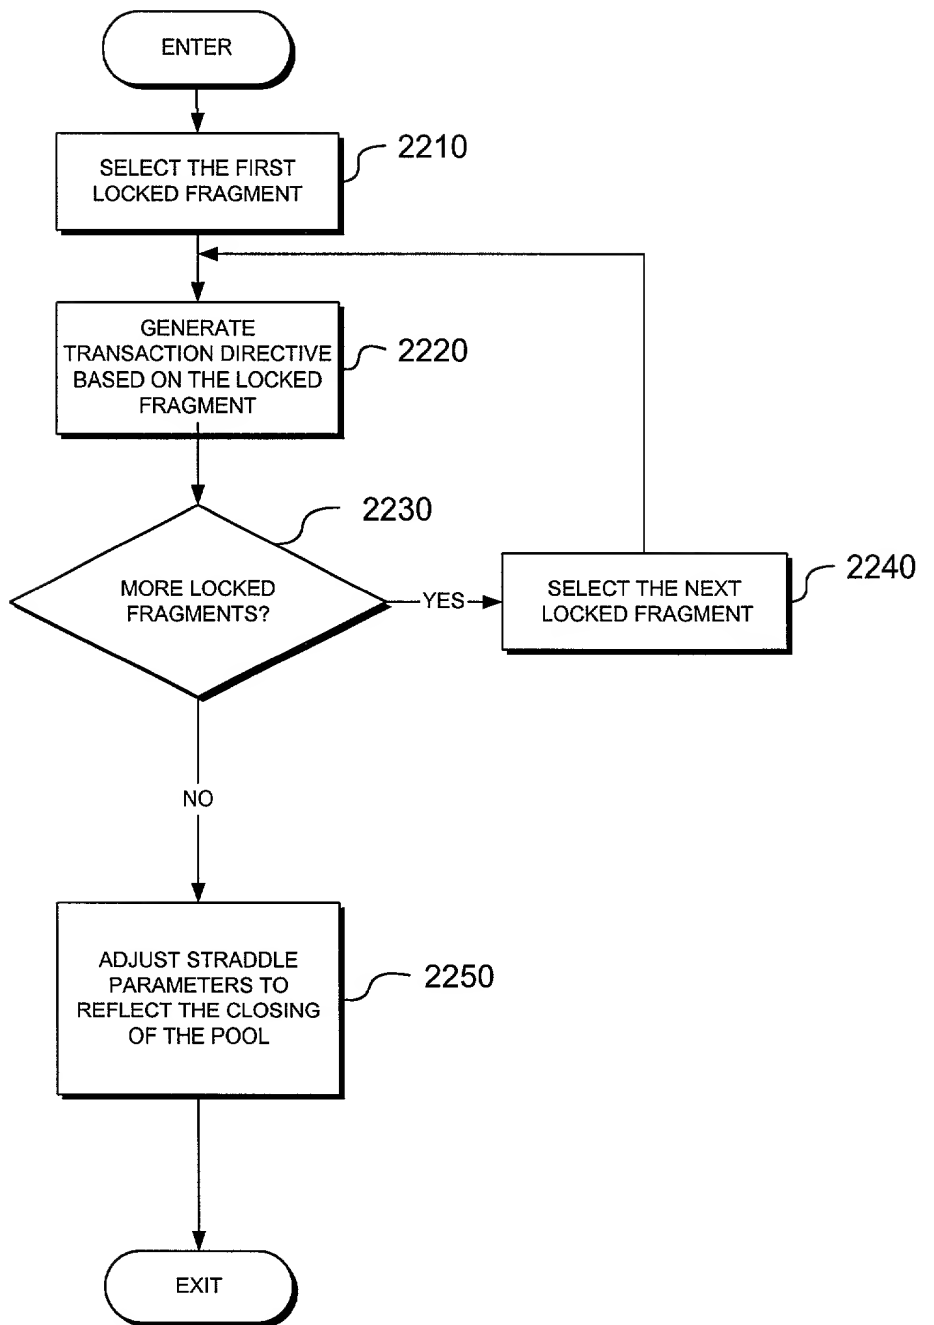 ENTER
SELECT THE FIRST
LOCKED FRAGMENT
2210
GENERATE
TRANSACTION DIRECTIVE
BASED ON THE LOCKED
FRAGMENT
2220
MORE LOCKED
FRAGMENTS?
2230
YES
SELECT THE NEXT
LOCKED FRAGMENT
2240
NO
ADJUST STRADDLE
PARAMETERS TO
REFLECT THE CLOSING
OF THE POOL
2250
EXIT